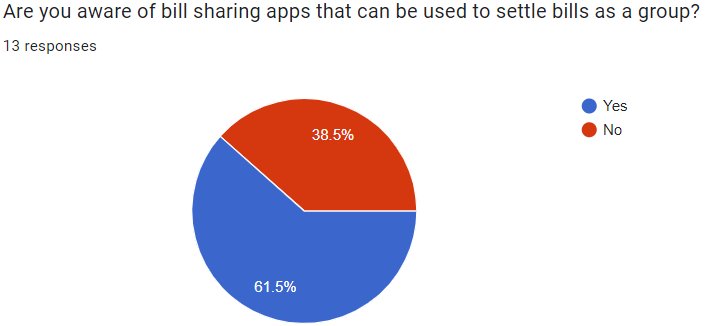 Are you aware of bill sharing apps that can be used to settle bills as a group?
13 responses
Yes
No
38.5%
61.5%